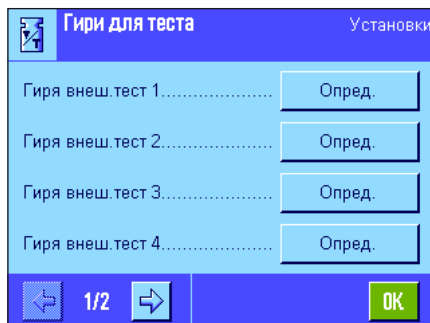 Гири для теста
Установки
Гиря внеш.тест 1..................... Опред.
Гиря внеш.тест 2..................... Опред.
Гиря внеш.тест 3..................... Опред.
Гиря внеш.тест 4..................... Опред.
1/2
OK